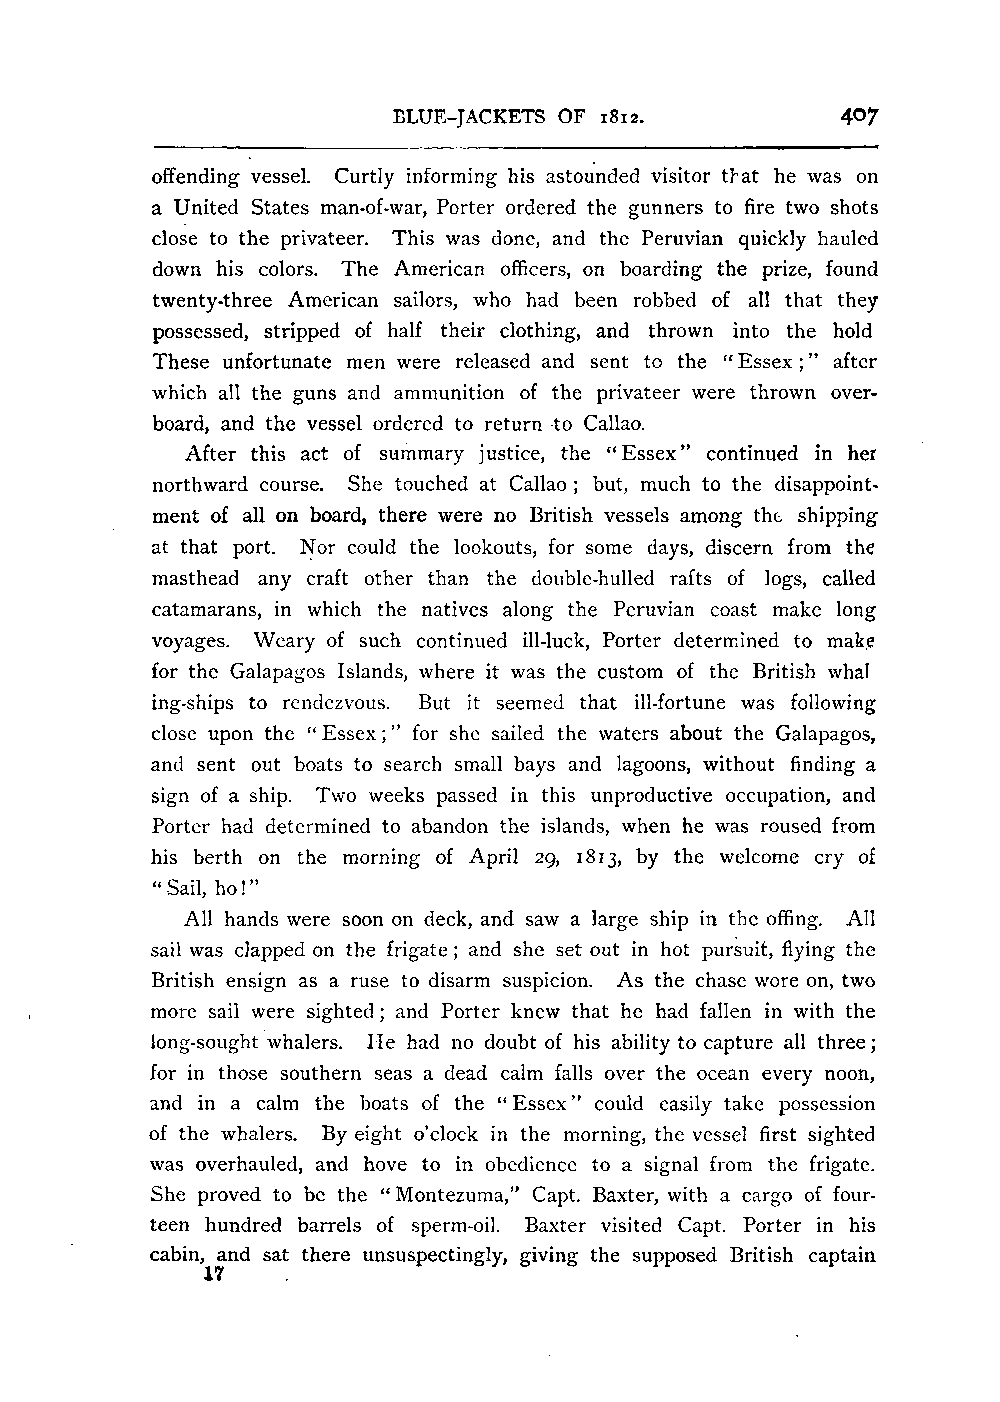 BLUE-JACKETS OF 1812. 407
offending vessel. Curtly informing his astounded visitor that he was on
a United States man-of-war, Porter ordered the gunners to fire two shots
close to the privateer. This was done, and the Peruvian quickly hauled
down his colors. The American officers, on boarding the prize, found
twenty-three American sailors, who had been robbed of all that they
possessed, stripped of half their clothing, and thrown into the hold
These unfortunate men were released and sent to the “Essex;” after
which all the guns and ammunition of the privateer were thrown over-
board, and the vessel ordered to return to Callao.
After this act of summary justice, the “Essex” continued in her
northward course. She touched at Callao; but, much to the disappoint-
ment of all on board, there were no British vessels among the shipping
at that port. Nor could the lookouts, for some days, discern from the
masthead any craft other than the double-hulled rafts of logs, called
catamarans, in which the natives along the Peruvian coast make long
voyages. Weary of such continued ill-luck, Porter determined to make
for the Galapagos Islands, where it was the custom of the British whal
ing-ships to rendezvous. But it seemed that ill-fortune was following
close upon the “Essex;” for she sailed the waters about the Galapagos,
and sent out boats to search small bays and lagoons, without finding a
sign of a ship. Two weeks passed in this unproductive occupation, and
Porter had determined to abandon the islands, when he was roused from
his berth on the morning of April 29, 1813, by the welcome cry of
“Sail, ho!”
All hands were soon on deck, and saw a large ship in the offing. All
sail was clapped on the frigate; and she set out in hot pursuit, flying the
British ensign as a ruse to disarm suspicion. As the chase wore on, two
more sail were sighted; and Porter knew that he had fallen in with the
long-sought whalers. He had no doubt of his ability to capture all three;
for in those southern seas a dead calm falls over the ocean every noon,
and in a calm the boats of the “Essex” could easily take possession
of the whalers. By eight o'clock in the morning, the vessel first sighted
was overhauled, and hove to in obedience to a signal from the frigate.
She proved to be the “Montezuma,” Capt. Baxter, with a cargo of four-
teen hundred barrels of sperm-oil. Baxter visited Capt. Porter in his
cabin, and sat there unsuspectingly, giving the supposed British captain
17